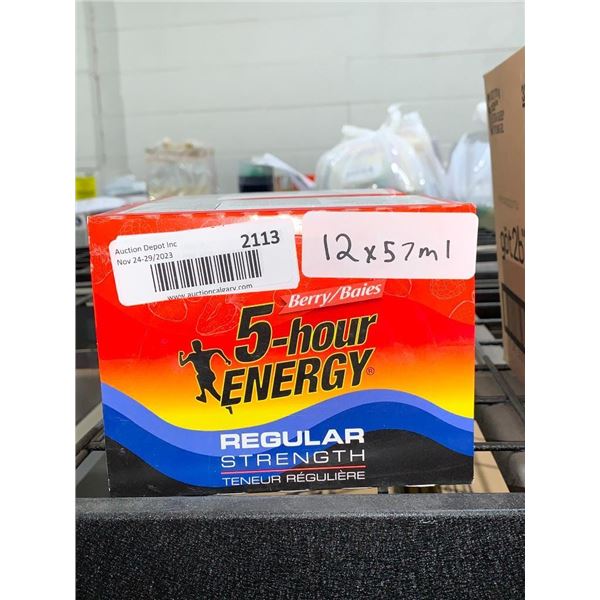 Auction Depot Inc
Nov 24-29/2023
2113
www.auctioncalgary.com
12x57ml
Berry/Baies
5-hour
ENERGY®
REGULAR
STRENGTH
TENEUR RÉGULIÈRE